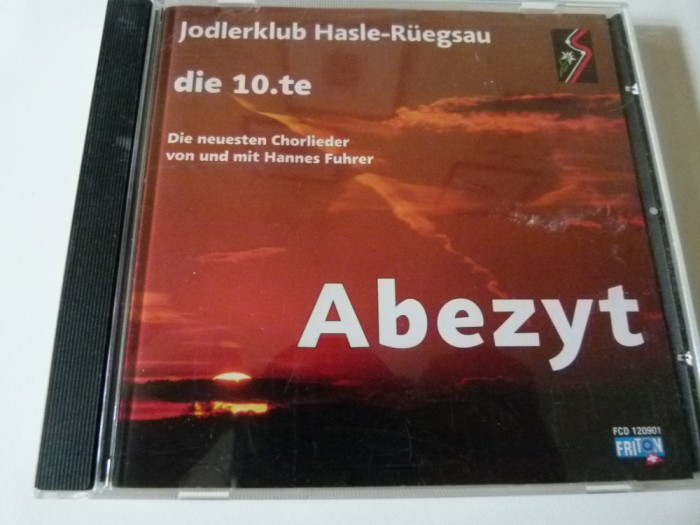 Jodlerklub Hasle-Rüegsau
die 10.te
Die neuesten Chorlieder
von und mit Hannes Fuhrer
Abezyt
FCD 120901
FRITON